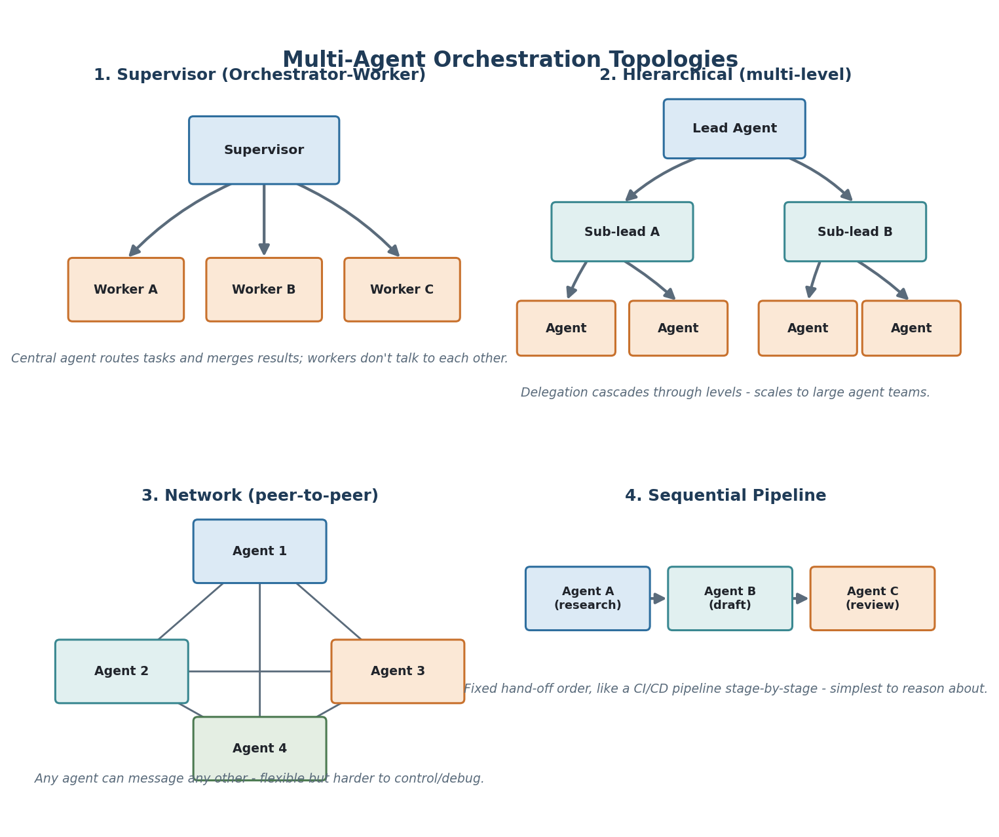 Multi-Agent Orchestration Topologies
1. Supervisor (Orchestrator-Worker)
Supervisor
Worker A
Worker B
Worker C
Central agent routes tasks and merges results; workers don't talk to each other.
2. Hierarchical (multi-level)
Lead Agent
Sub-lead A
Sub-lead B
Agent
Agent
Agent
Agent
Delegation cascades through levels - scales to large agent teams.
3. Network (peer-to-peer)
Agent 1
Agent 2
Agent 3
Agent 4
Any agent can message any other - flexible but harder to control/debug.
4. Sequential Pipeline
Agent A
(research)
Agent B
(draft)
Agent C
(review)
Fixed hand-off order, like a CI/CD pipeline stage-by-stage - simplest to reason about.